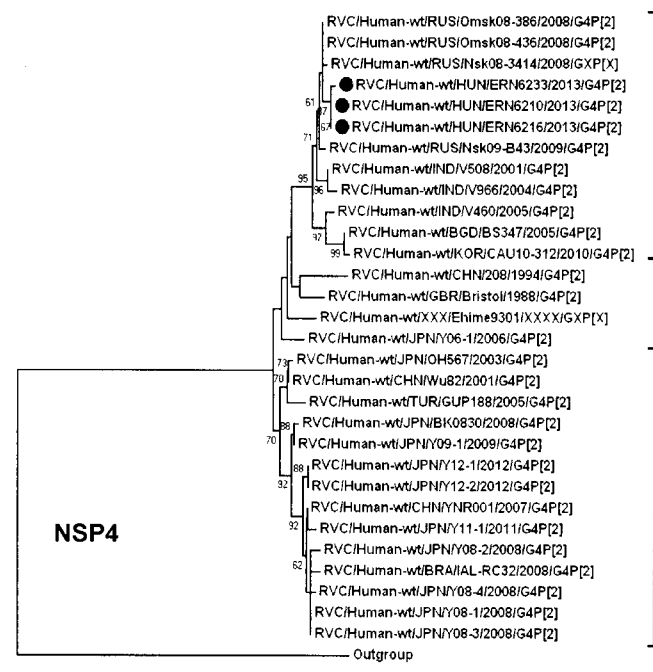 RVC/Human-wt/RUS/Omsk08-386/2008/G4P[2]
RVC/Human-wt/RUS/Omsk08-436/2008/G4P[2]
RVC/Human-wt/RUS/Nsk08-3414/2008/GXP[X]
RVC/Human-wt/HUN/ERN6233/2013/G4P[2]
61
RVC/Human-wt/HUN/ERN6210/2013/G4P[2]
67
RVC/Human-wt/HUN/ERN6216/2013/G4P[2]
71
RVC/Human-wt/RUS/Nsk09-B43/2009/G4P[2]
RVC/Human-wt/IND/V508/2001/G4P[2]
95
96
RVC/Human-wt/IND/V966/2004/G4P[2]
RVC/Human-wt/IND/V460/2005/G4P[2]
97
RVC/Human-wt/BGD/BS347/2005/G4P[2]
99
RVC/Human-wt/KOR/CAU10-312/2010/G4P[2]
RVC/Human-wt/CHN/208/1994/G4P[2]
RVC/Human-wt/GBR/Bristol/1988/G4P[2]
RVC/Human-wt/XXX/Ehime9301/XXXX/GXP[X]
RVC/Human-wt/JPN/Y06-1/2006/G4P[2]
73
RVC/Human-wt/JPN/OH567/2003/G4P[2]
70
RVC/Human-wt/CHN/Wu82/2001/G4P[2]
RVC/Human-wt/TUR/GUP188/2005/G4P[2]
88
RVC/Human-wt/JPN/BK0830/2008/G4P[2]
70
RVC/Human-wt/JPN/Y09-1/2009/G4P[2]
88
RVC/Human-wt/JPN/Y12-1/2012/G4P[2]
92
RVC/Human-wt/JPN/Y12-2/2012/G4P[2]
RVC/Human-wt/CHN/YNR001/2007/G4P[2]
92
RVC/Human-wt/JPN/Y11-1/2011/G4P[2]
NSP4
RVC/Human-wt/JPN/Y08-2/2008/G4P[2]
62
RVC/Human-wt/BRA/IAL-RC32/2008/G4P[2]
RVC/Human-wt/JPN/Y08-4/2008/G4P[2]
RVC/Human-wt/JPN/Y08-1/2008/G4P[2]
RVC/Human-wt/JPN/Y08-3/2008/G4P[2]
Outgroup